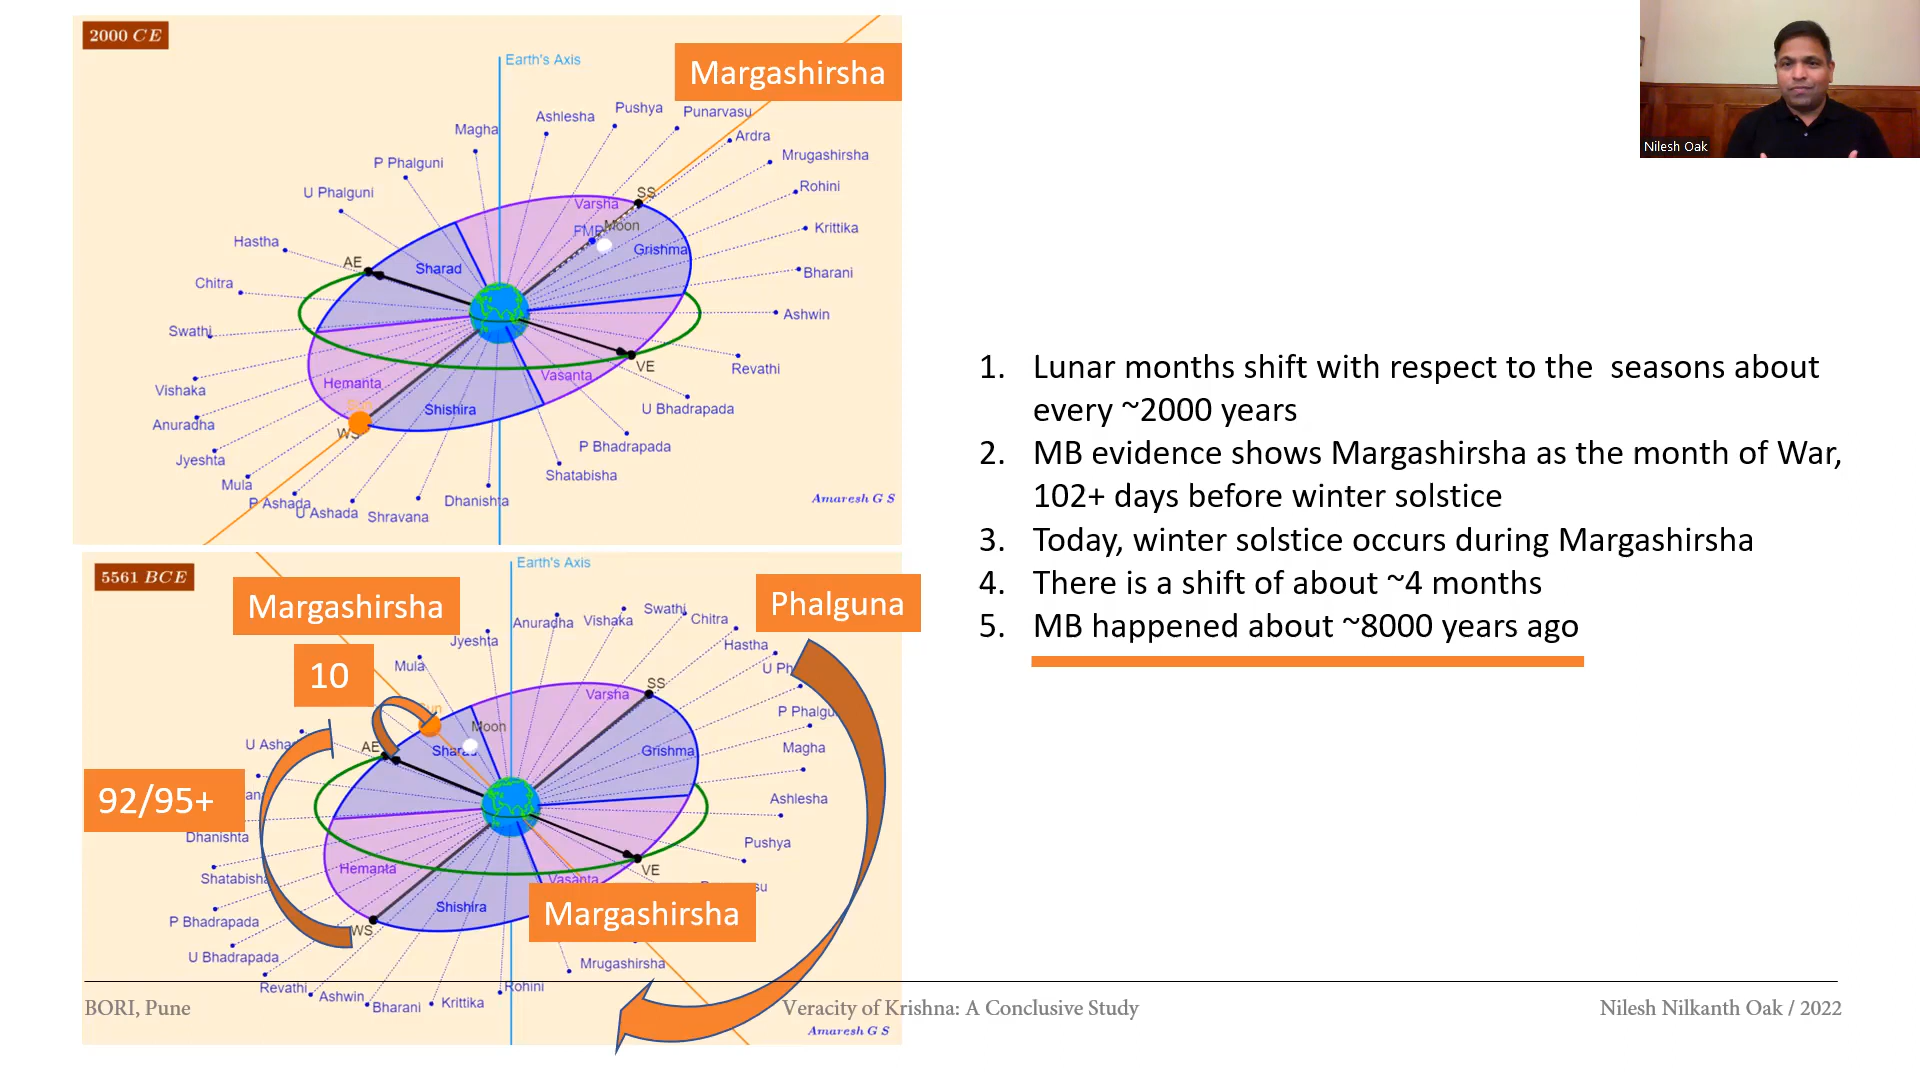 2000 CE
Earth's Axis
Margashirsha
Pushya
Punarvasu
Ashlesha
Magha
Ardra
P Phalguni
Mrugashirsha
U Phalguni
Rohini
SS
Varsha
Moon
Krittika
Hastha
Grishma
AE
Sharad
Bharani
Chitra
Ashwin
Swathi
VE
Revathi
Vishaka
Hemanta
Vasanta
Shishira
U Bhadrapada
Anuradha
WS
P Bhadrapada
Jyeshta
Shatabisha
Mula
P Ashada
U Ashada
Shravana
Dhanishta
Amaresh G S
5561 BCE
Earth's Axis
Margashirsha
Phalguna
Swathi
Anuradha
Vishaka
Chitra
Jyeshta
Hastha
10
Mula
U Ph
SS
Varsha
P Phalgu
Moon
U Asha
AE
Shara
Grishma
Magha
92/95+
Ashlesha
Dhanishta
Pushya
Hemanta
VE
Shatabisha
Vasanta
su
Shishira
Margashirsha
P Bhadrapada
WS
U Bhadrapada
Mrugashirsha
Revathi
Ashwin
Bharani
Krittika
Rohini
Amaresh G S
1. Lunar months shift with respect to the seasons about
every ~2000 years
2. MB evidence shows Margashirsha as the month of War,
102+ days before winter solstice
3. Today, winter solstice occurs during Margashirsha
4. There is a shift of about ~4 months
5. MB happened about ~8000 years ago
Nilesh Oak
BORI, Pune
Veracity of Krishna: A Conclusive Study
Nilesh Nilkanth Oak / 2022